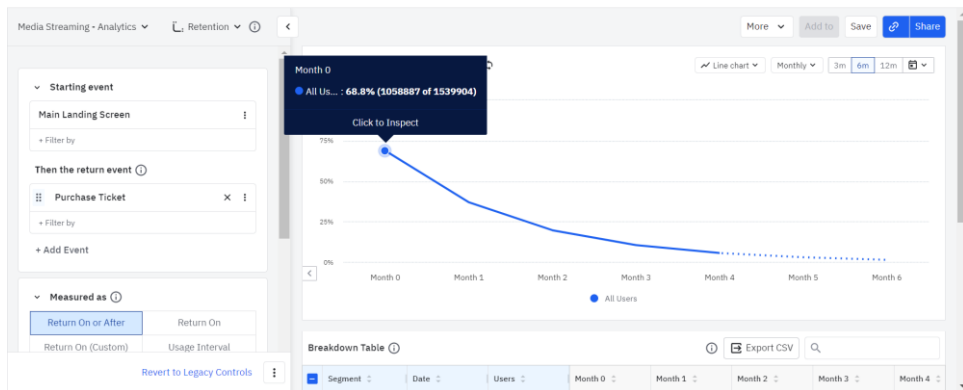 Media Streaming - Analytics
Retention
More
Add to
Save
Share
Starting event
Main Landing Screen
+ Filter by
Then the return event
Purchase Ticket
+ Filter by
+ Add Event
Measured as
Return On or After
Return On
Return On (Custom)
Usage Interval
Revert to Legacy Controls
Month 0
All Us... : 68.8% (1058887 of 1539904)
Click to Inspect
Line chart
Monthly
3m 6m 12m
75%
50%
25%
0%
Month 0 Month 1 Month 2 Month 3 Month 4 Month 5 Month 6
All Users
Breakdown Table
Export CSV
Segment Date Users Month 0 Month 1 Month 2 Month 3 Month 4